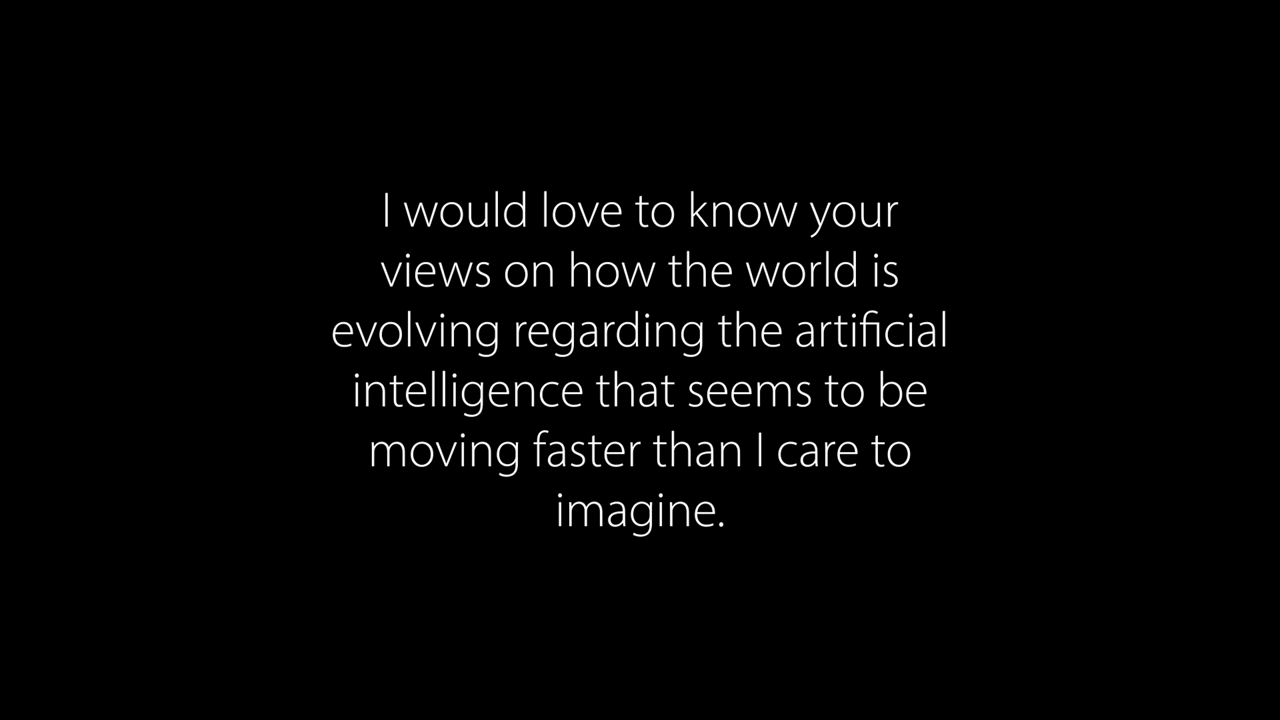 I would love to know your
views on how the world is
evolving regarding the artificial
intelligence that seems to be
moving faster than I care to
imagine.